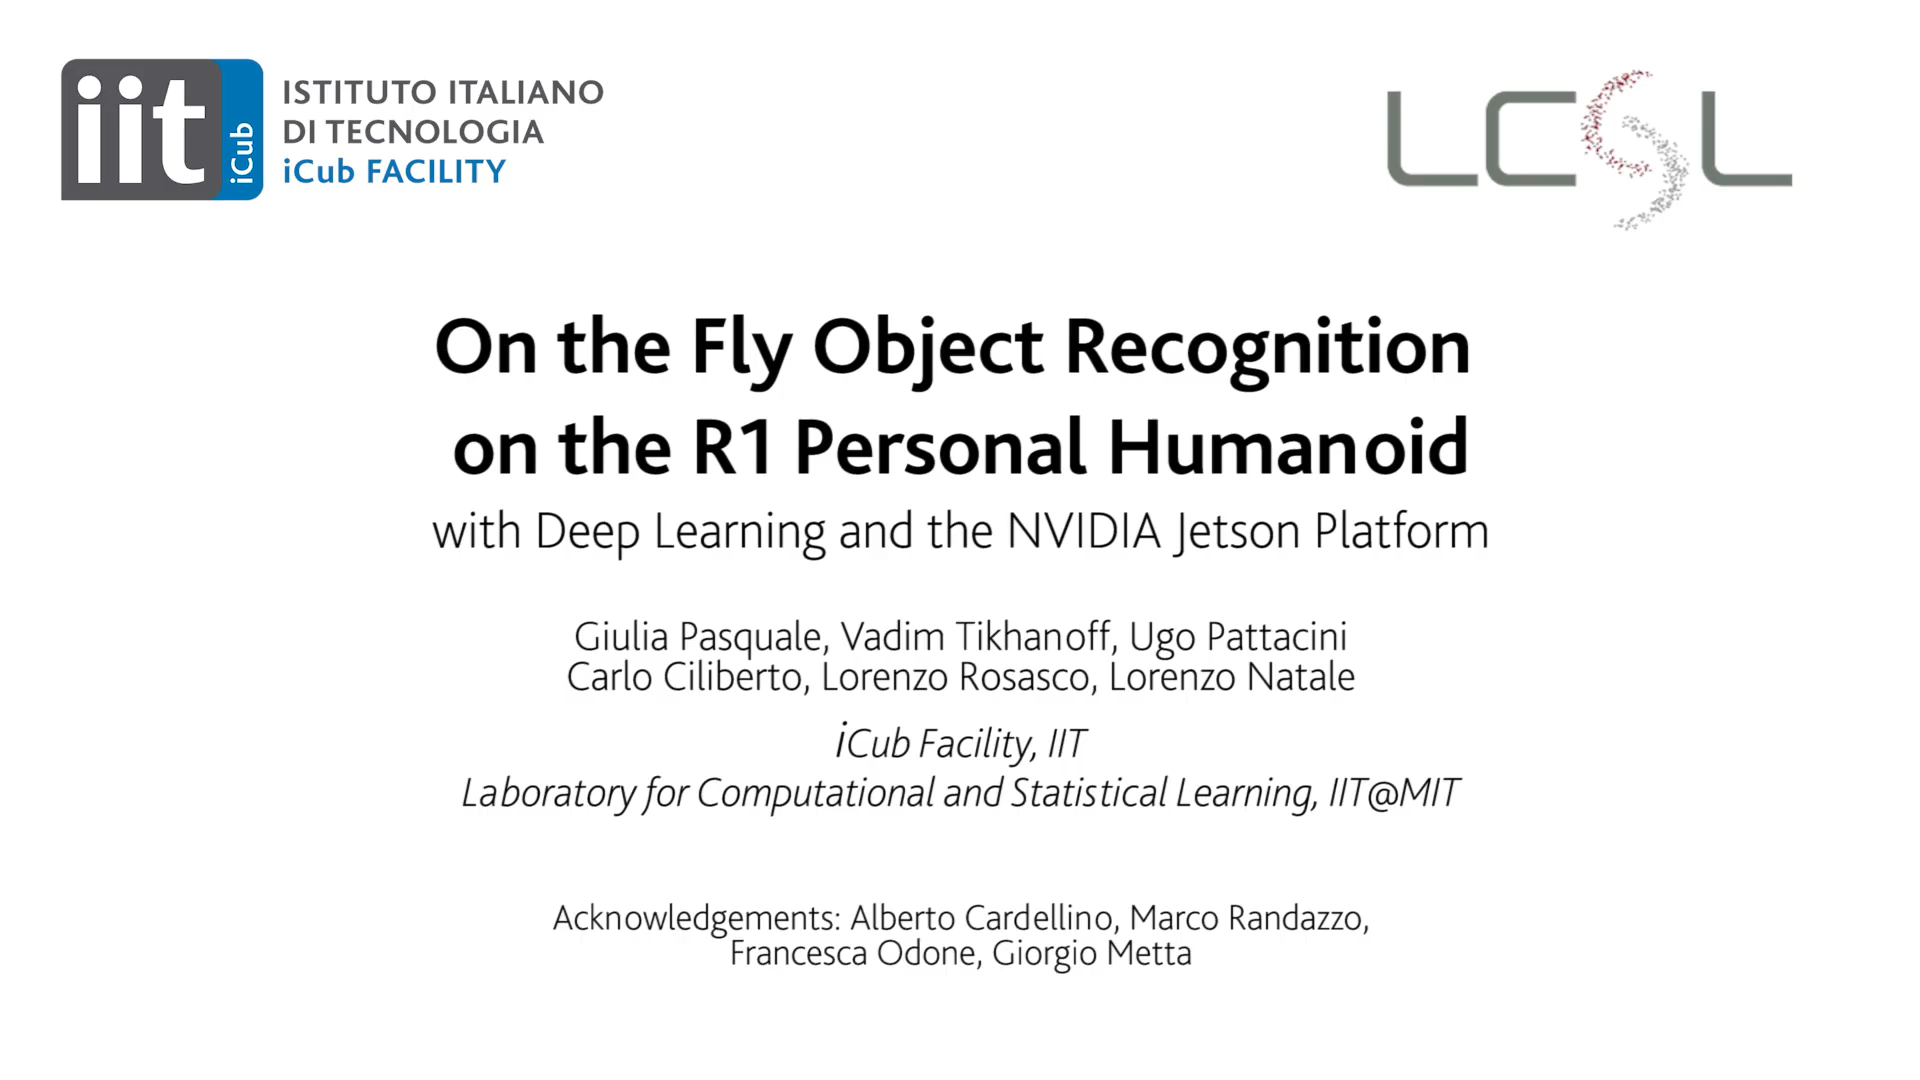 iit
iCub
ISTITUTO ITALIANO
DI TECNOLOGIA
iCub FACILITY
LCSL
On the Fly Object Recognition
on the R1 Personal Humanoid
with Deep Learning and the NVIDIA Jetson Platform
Giulia Pasquale, Vadim Tikhanoff, Ugo Pattacini
Carlo Ciliberto, Lorenzo Rosasco, Lorenzo Natale
iCub Facility, IIT
Laboratory for Computational and Statistical Learning, IIT@MIT
Acknowledgements: Alberto Cardellino, Marco Randazzo,
Francesca Odone, Giorgio Metta